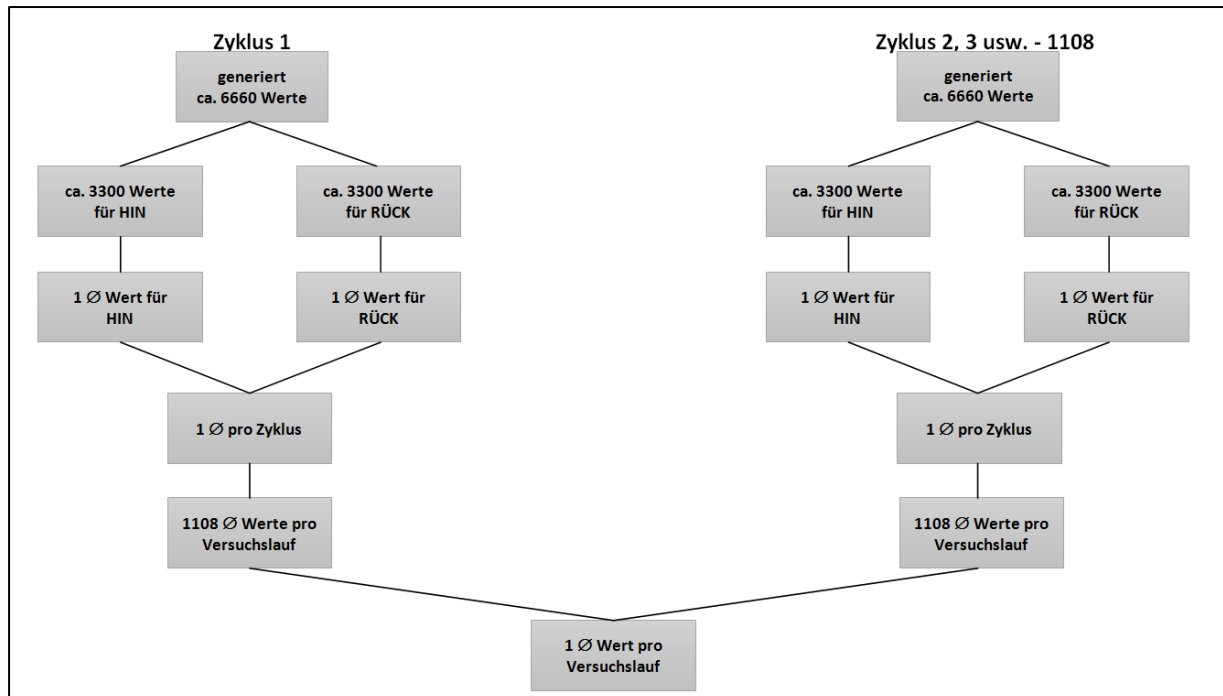 Zyklus 1
generiert
ca. 6660 Werte
ca. 3300 Werte
für HIN
ca. 3300 Werte
für RÜCK
1 Ø Wert für
HIN
1 Ø Wert für
RÜCK
1 Ø pro Zyklus
1108 Ø Werte pro
Versuchslauf
Zyklus 2, 3 usw. - 1108
generiert
ca. 6660 Werte
ca. 3300 Werte
für HIN
ca. 3300 Werte
für RÜCK
1 Ø Wert für
HIN
1 Ø Wert für
RÜCK
1 Ø pro Zyklus
1108 Ø Werte pro
Versuchslauf
1 Ø Wert pro
Versuchslauf